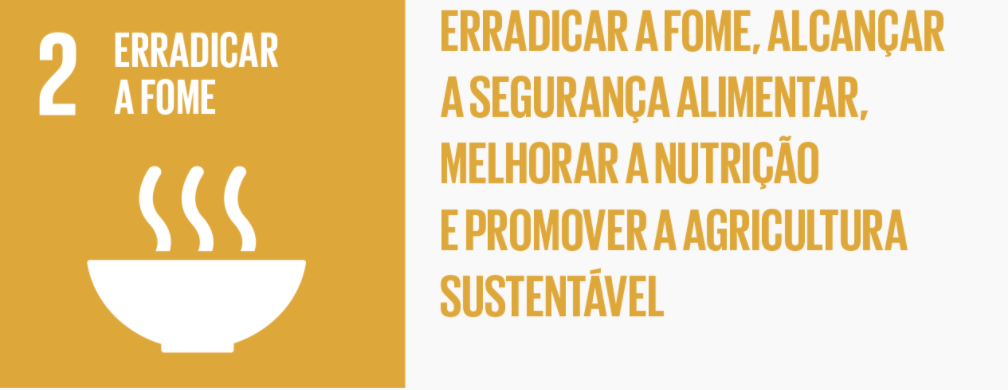 2
ERRADICAR
A FOME
ERRADICAR A FOME, ALCANÇAR
A SEGURANÇA ALIMENTAR,
MELHORAR A NUTRIÇÃO
E PROMOVER A AGRICULTURA
SUSTENTÁVEL